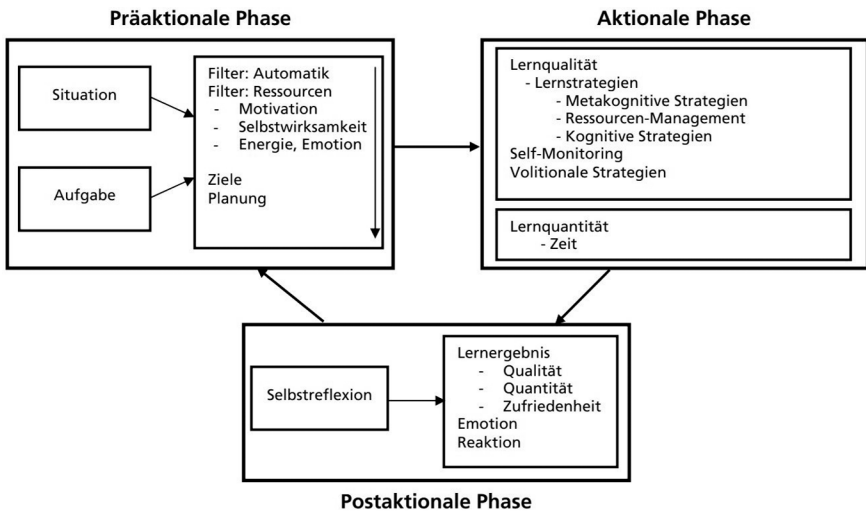 Präaktionale Phase
Situation
Aufgabe
Filter: Automatik
Filter: Ressourcen
- Motivation
- Selbstwirksamkeit
- Energie, Emotion
Ziele
Planung
Aktionale Phase
Lernqualität
- Lernstrategien
- Metakognitive Strategien
- Ressourcen-Management
- Kognitive Strategien
Self-Monitoring
Volitionale Strategien
Lernquantität
- Zeit
Selbstreflexion
Lernergebnis
- Qualität
- Quantität
- Zufriedenheit
Emotion
Reaktion
Postaktionale Phase